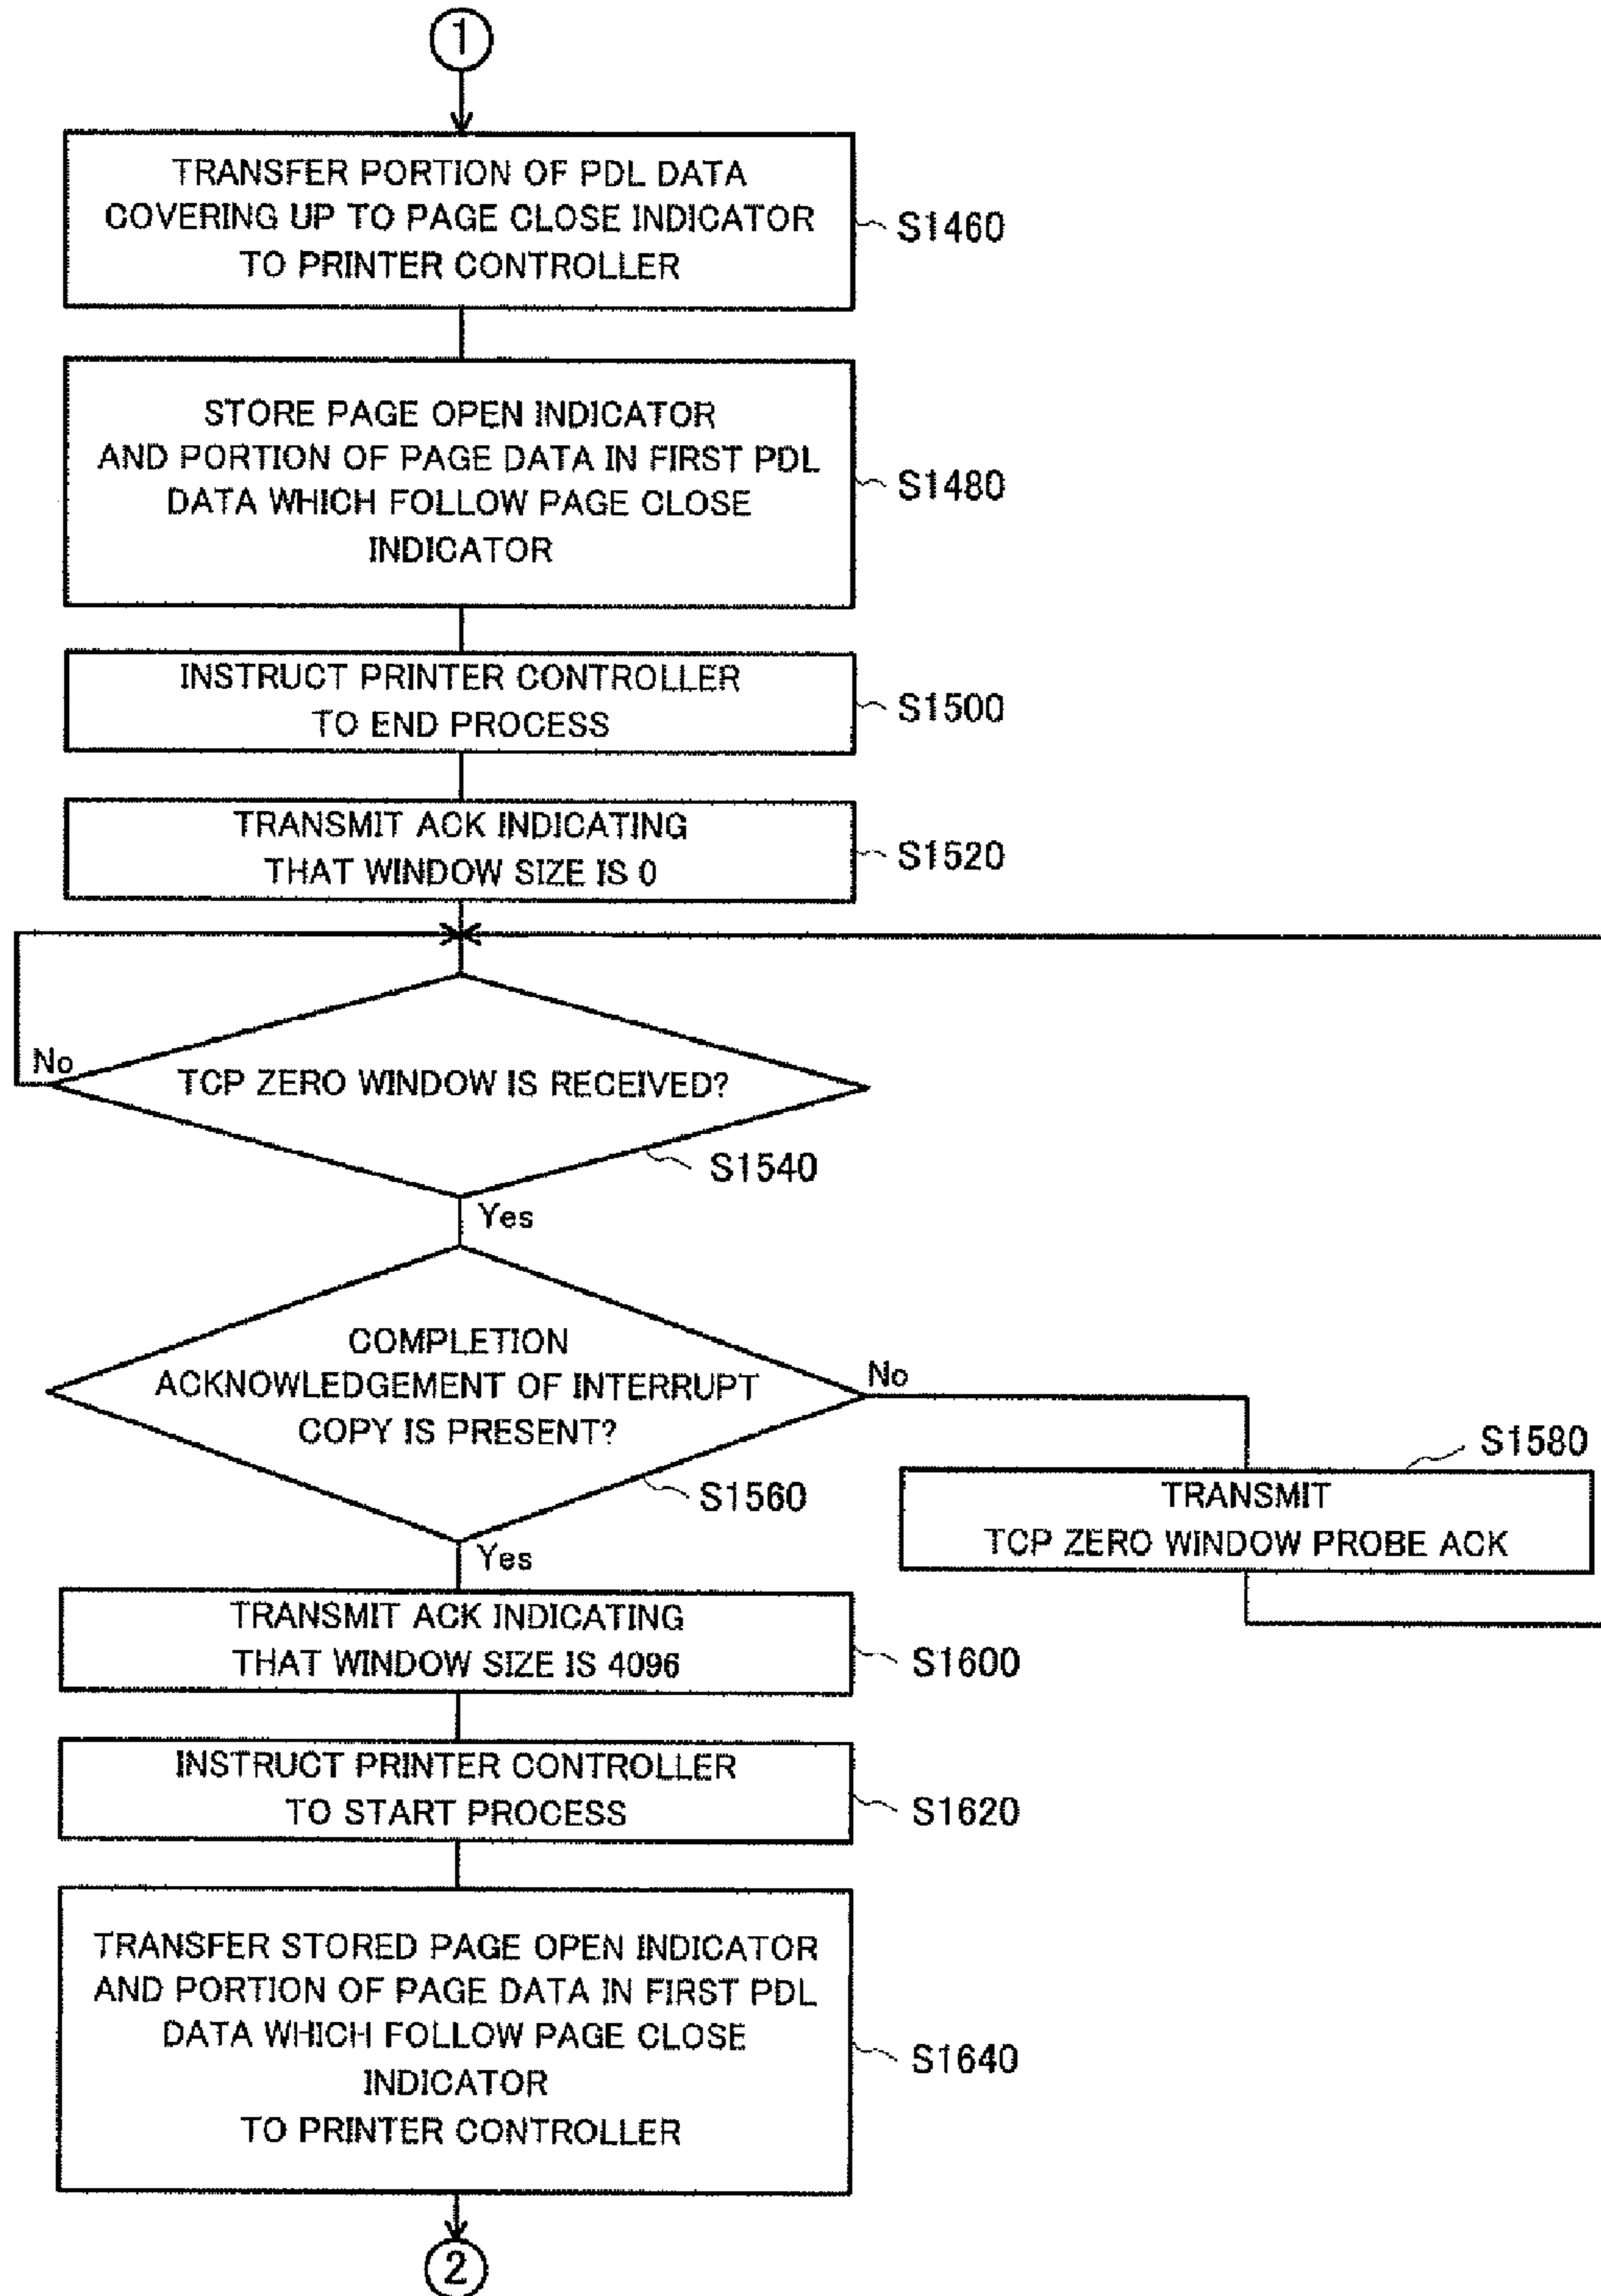 1
TRANSFER PORTION OF PDL DATA
COVERING UP TO PAGE CLOSE INDICATOR
TO PRINTER CONTROLLER
S1460
STORE PAGE OPEN INDICATOR
AND PORTION OF PAGE DATA IN FIRST PDL
DATA WHICH FOLLOW PAGE CLOSE
INDICATOR
S1480
INSTRUCT PRINTER CONTROLLER
TO END PROCESS
S1500
TRANSMIT ACK INDICATING
THAT WINDOW SIZE IS 0
S1520
No
TCP ZERO WINDOW IS RECEIVED?
S1540
Yes
COMPLETION
ACKNOWLEDGEMENT OF INTERRUPT
COPY IS PRESENT?
No
S1560
S1580
TRANSMIT
TCP ZERO WINDOW PROBE ACK
Yes
TRANSMIT ACK INDICATING
THAT WINDOW SIZE IS 4096
S1600
INSTRUCT PRINTER CONTROLLER
TO START PROCESS
S1620
TRANSFER STORED PAGE OPEN INDICATOR
AND PORTION OF PAGE DATA IN FIRST PDL
DATA WHICH FOLLOW PAGE CLOSE
INDICATOR
TO PRINTER CONTROLLER
S1640
2